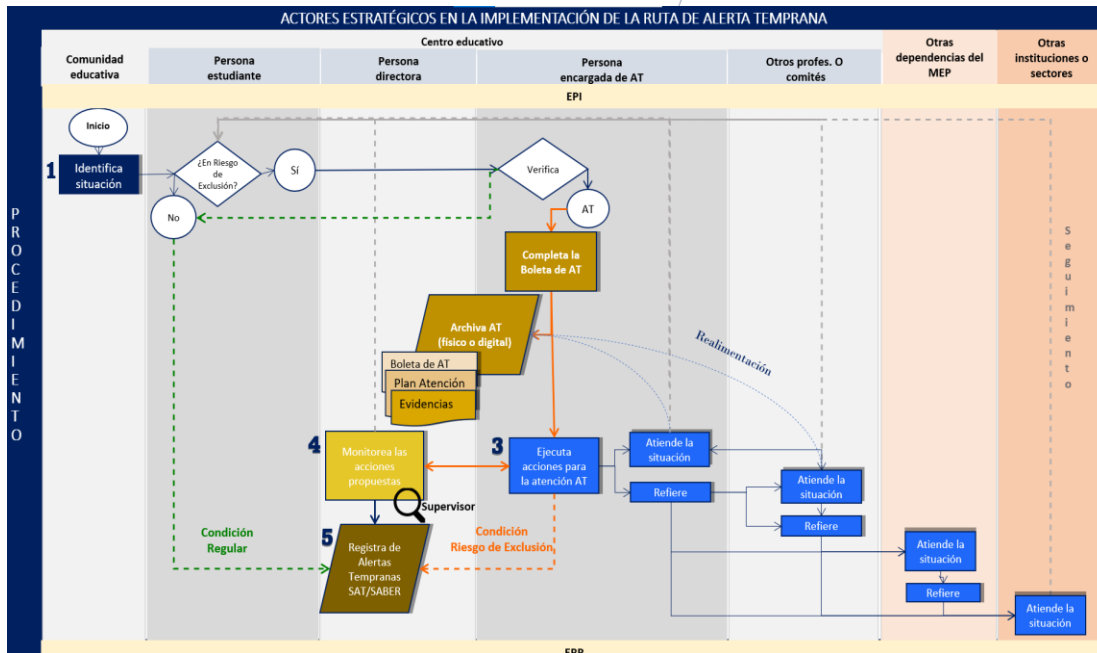 ACTORES ESTRATÉGICOS EN LA IMPLEMENTACIÓN DE LA RUTA DE ALERTA TEMPRANA
Comunidad
educativa
Centro educativo
Persona
estudiante
Persona
directora
Persona
encargada de AT
Otros profes. O
comités
Otras
dependencias del
MEP
Otras
instituciones o
sectores
EPI
PROCEDIMIENTO
Inicio
1
Identifica
situación
¿En Riesgo
de
Exclusión?
Sí
No
Verifica
AT
Completa la
Boleta de AT
Archiva AT
(físico o digital)
Boleta de AT
Plan Atención
Evidencias
Realimentación
Seguimiento
4
Monitorea las
acciones
propuestas
3
Ejecuta
acciones para
la atención AT
Atiende la
situación
Refiere
Atiende la
situación
Refiere
Supervisor
Condición
Regular
5
Registra de
Alertas
Tempranas
SAT/SABER
Condición
Riesgo de Exclusión
Atiende la
situación
Refiere
Atiende la
situación